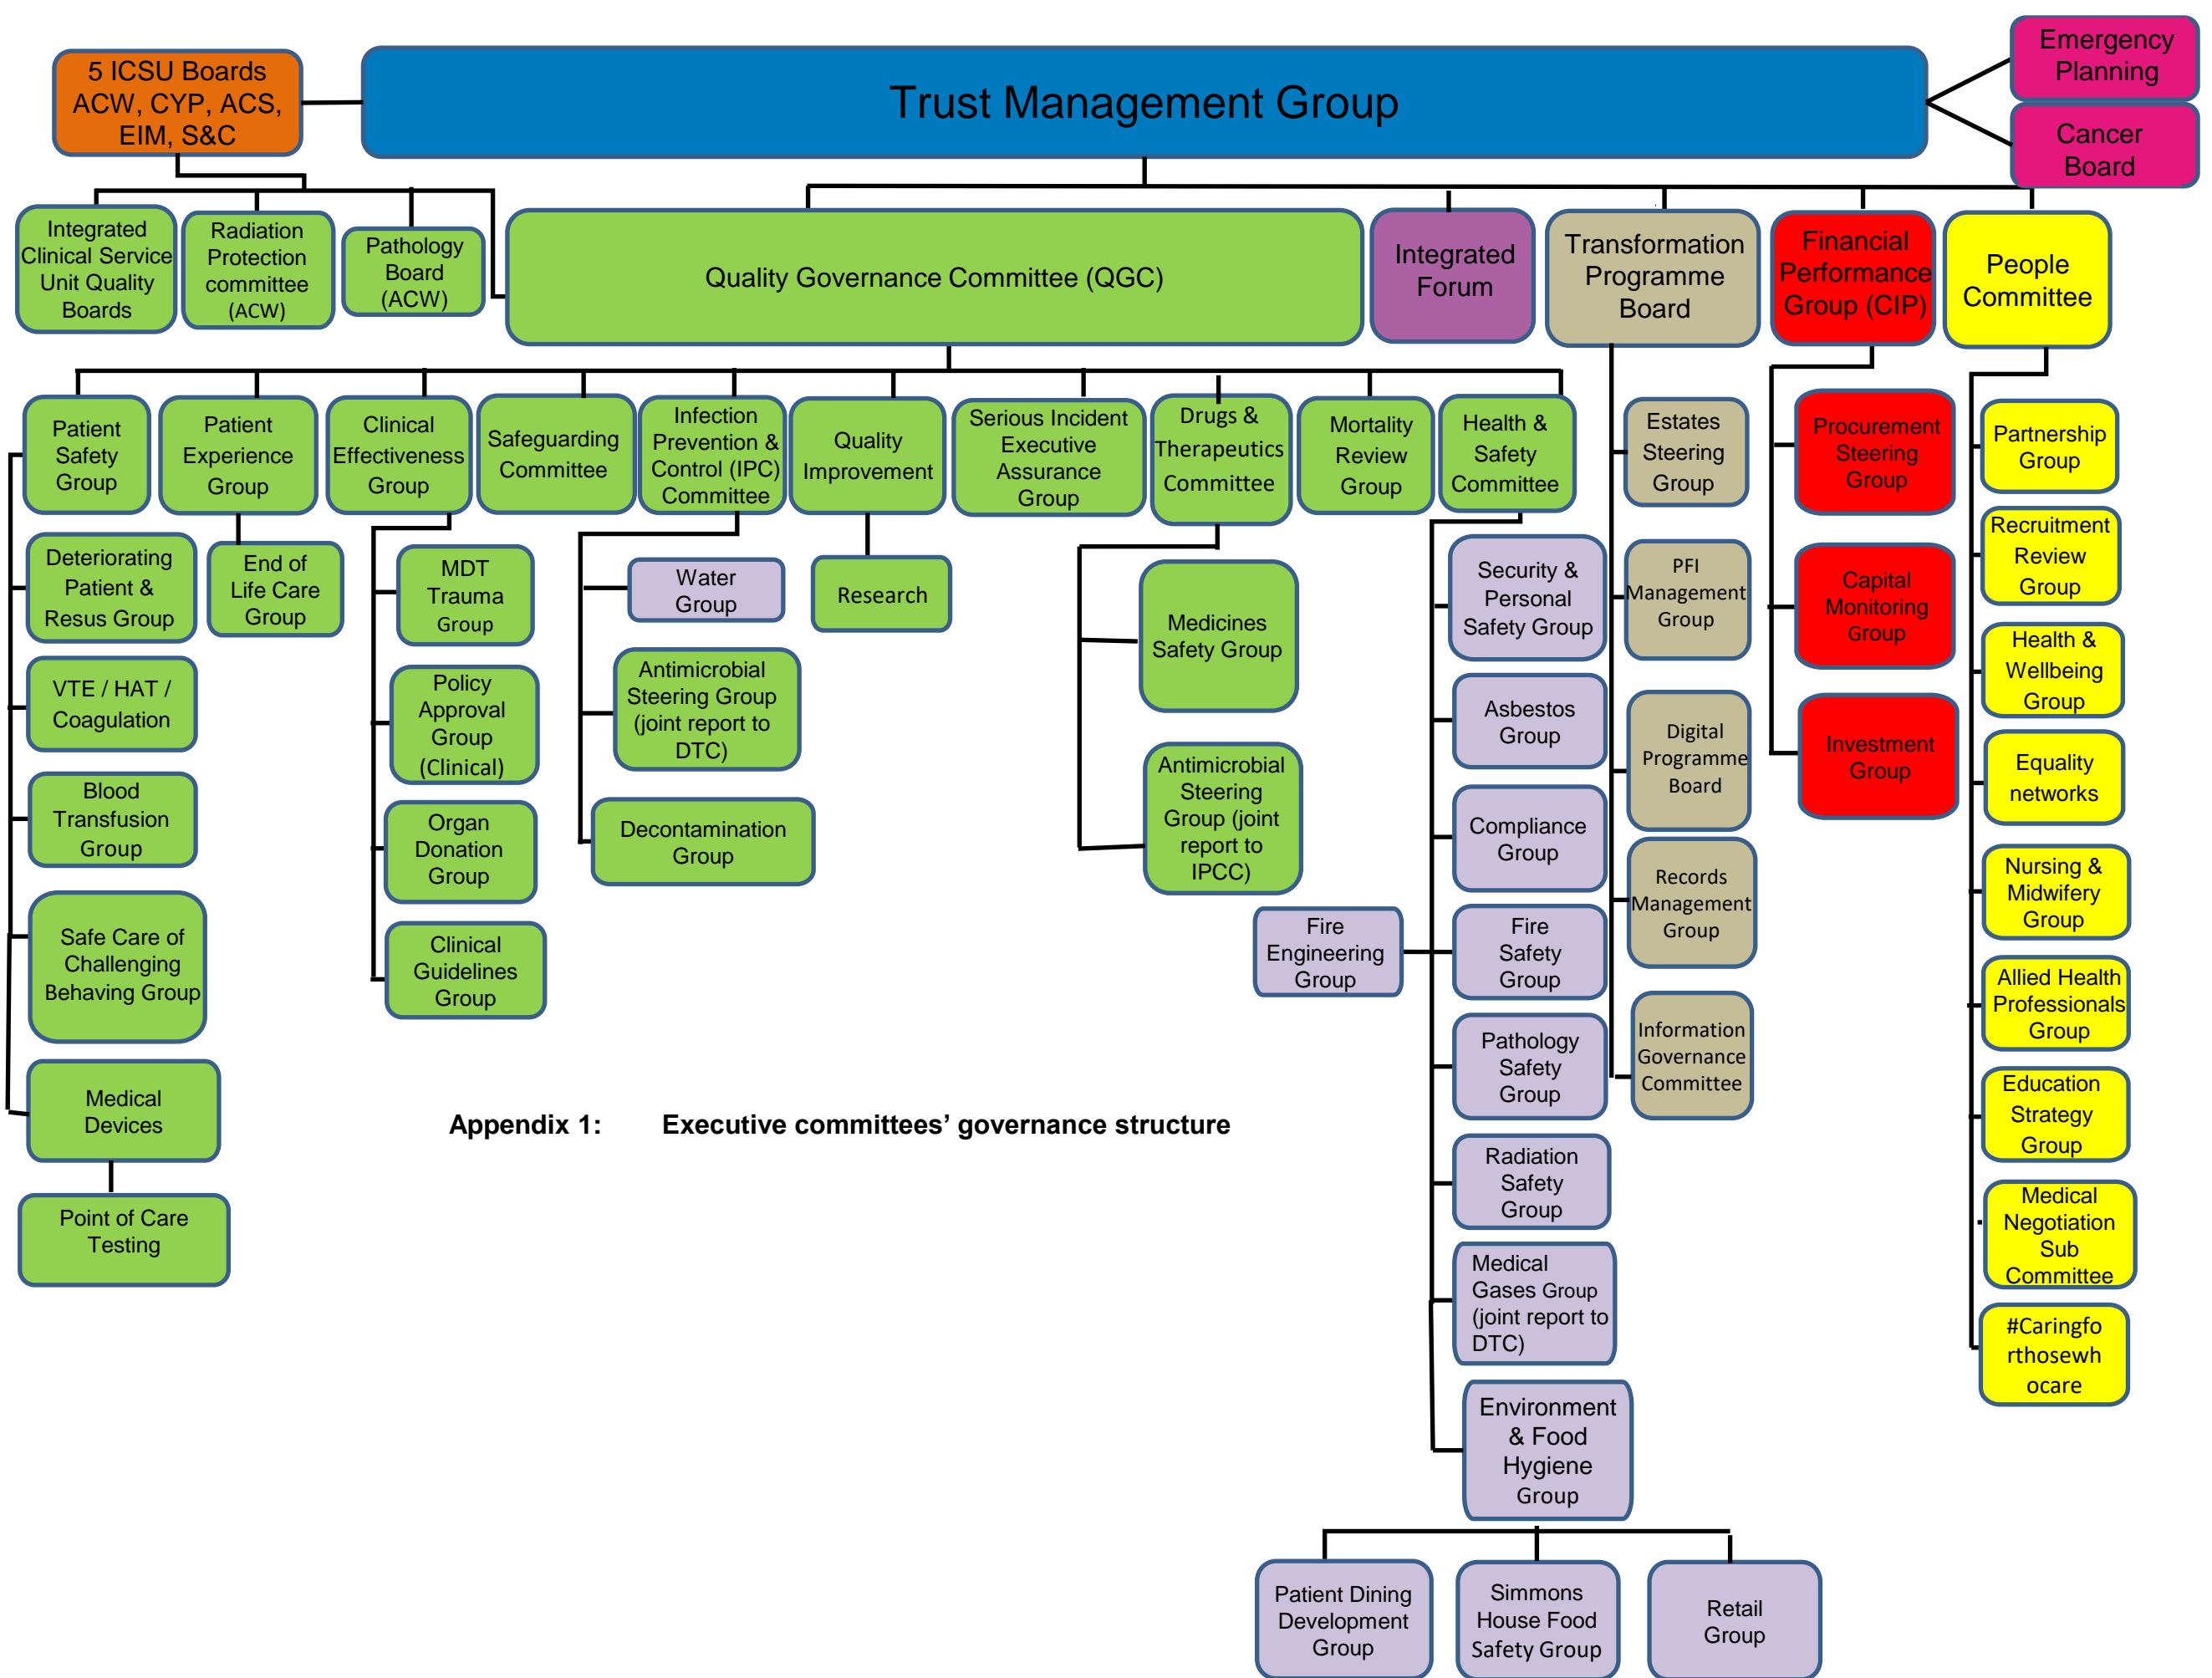 5 ICSU Boards
ACW, CYP, ACS,
EIM, S&C
Trust Management Group
Emergency
Planning
Cancer
Board
Integrated
Clinical Service
Unit Quality
Boards
Radiation
Protection
committee
(ACW)
Pathology
Board
(ACW)
Quality Governance Committee (QGC)
Integrated
Forum
Transformation
Programme
Board
Financial
Performance
Group (CIP)
People
Committee
Patient
Safety
Group
Patient
Experience
Group
Clinical
Effectiveness
Group
Safeguarding
Committee
Infection
Prevention &
Control (IPC)
Committee
Quality
Improvement
Serious Incident
Executive
Assurance
Group
Drugs &
Therapeutics
Committee
Mortality
Review
Group
Health &
Safety
Committee
Deteriorating
Patient &
Resus Group
VTE / HAT /
Coagulation
Blood
Transfusion
Group
Safe Care of
Challenging
Behaving Group
Medical
Devices
Point of Care
Testing
End of
Life Care
Group
MDT
Trauma
Group
Policy
Approval
Group
(Clinical)
Organ
Donation
Group
Clinical
Guidelines
Group
Water
Group
Antimicrobial
Steering Group
(joint report to
DTC)
Decontamination
Group
Research
Medicines
Safety Group
Antimicrobial
Steering
Group (joint
report to
IPCC)
Security &
Personal
Safety Group
Asbestos
Group
Compliance
Group
Fire
Engineering
Group
Fire
Safety
Group
Pathology
Safety
Group
Radiation
Safety
Group
Medical
Gases Group
(joint report to
DTC)
Environment
& Food
Hygiene
Group
Patient Dining
Development
Group
Simmons
House Food
Safety Group
Retail
Group
Estates
Steering
Group
PFI
Management
Group
Digital
Programme
Board
Records
Management
Group
Information
Governance
Committee
Procurement
Steering
Group
Capital
Monitoring
Group
Investment
Group
Partnership
Group
Recruitment
Review
Group
Health &
Wellbeing
Group
Equality
networks
Nursing &
Midwifery
Group
Allied Health
Professionals
Group
Education
Strategy
Group
Medical
Negotiation
Sub
Committee
#Caringfo
rthosewh
ocare
Appendix 1: Executive committees’ governance structure